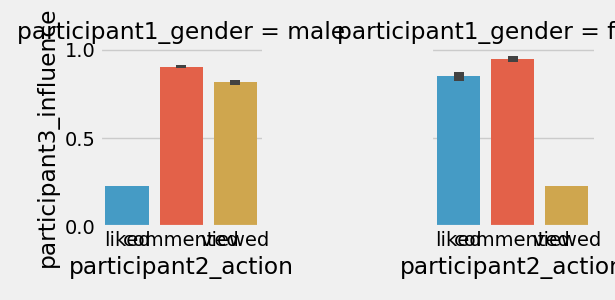 participant1_gender = male
participant1_gender = f
participant3_influence
1.0
0.5
0.0
liked commented viewed
liked commented viewed
participant2_action
participant2_action